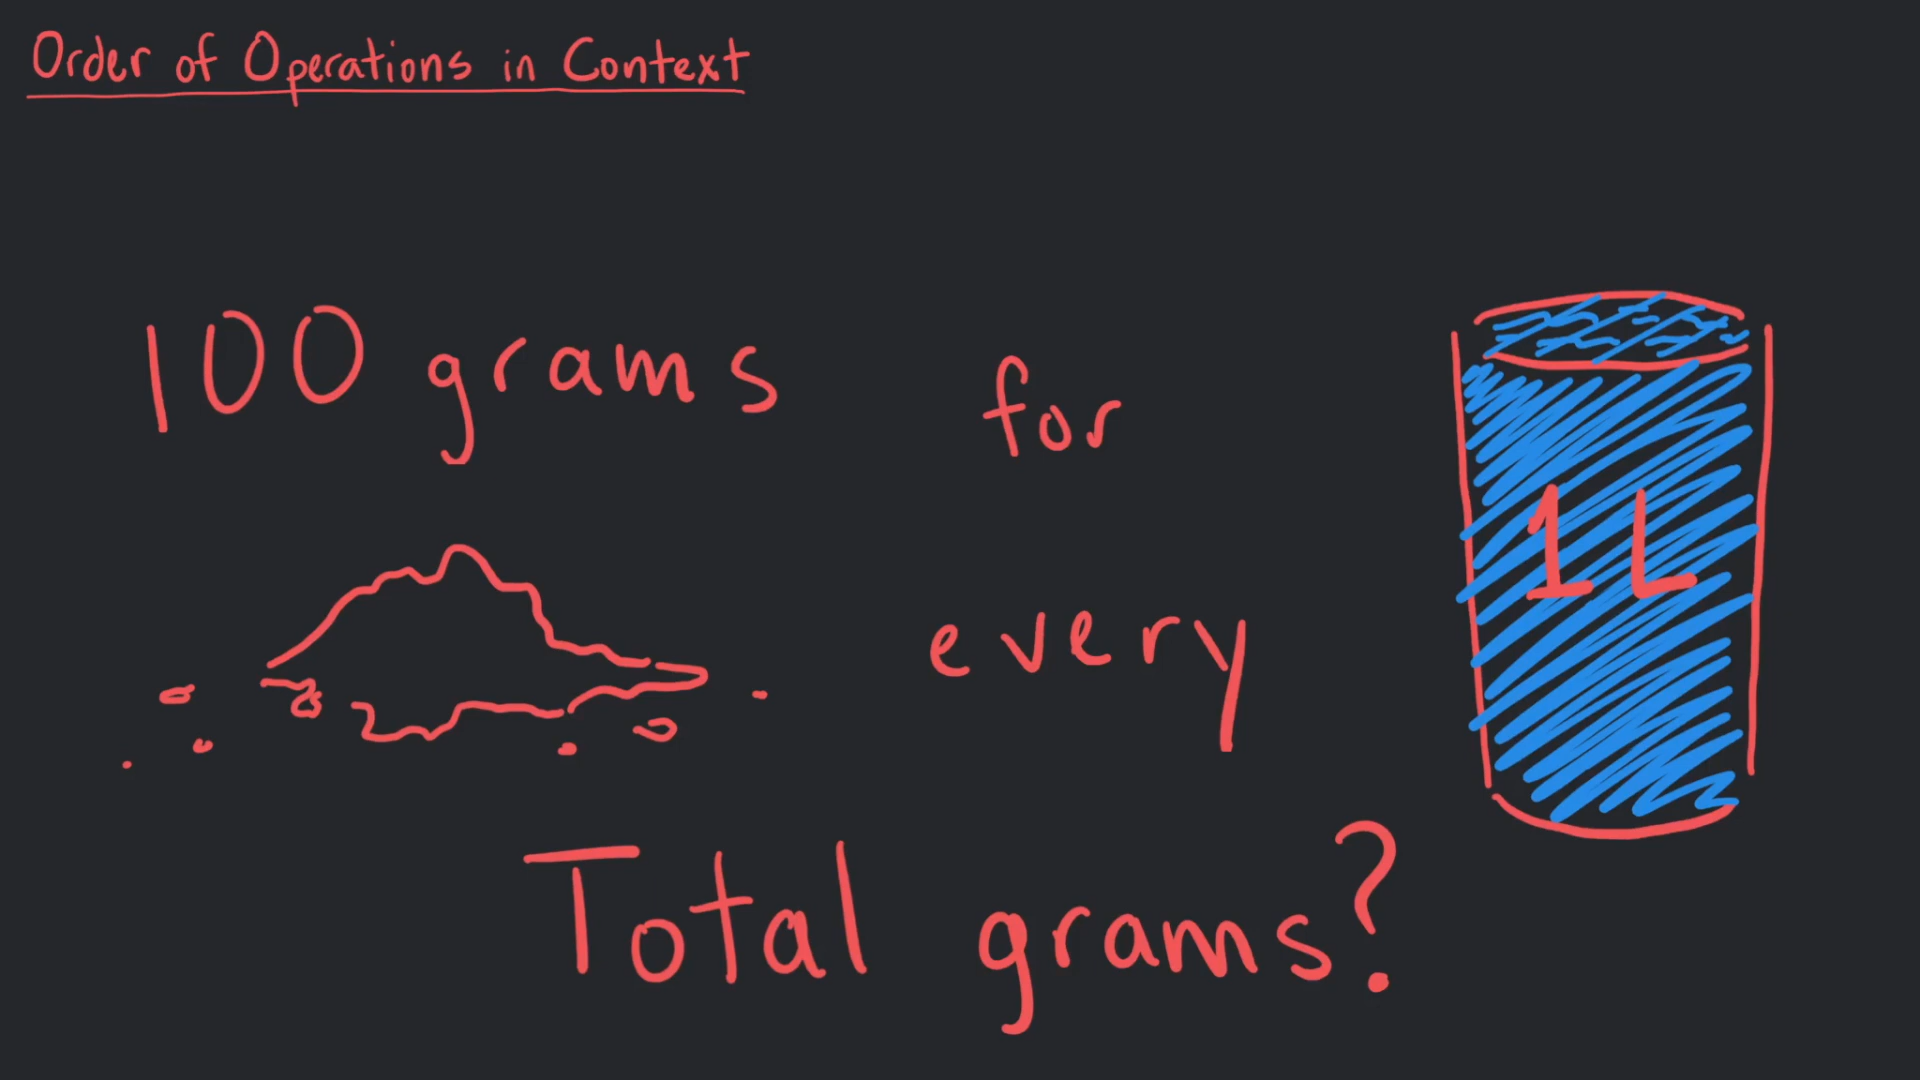 Order of Operations in Context
100 grams
for
every
1L
Total grams?